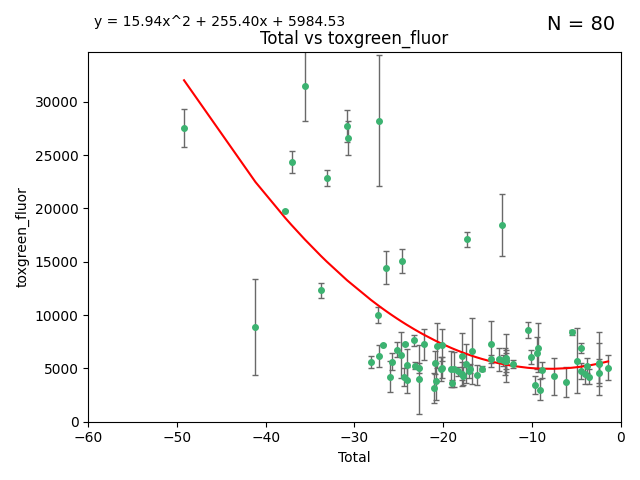 y = 15.94x^2 + 255.40x + 5984.53
N = 80
Total vs toxgreen_fluor
30000
25000
20000
15000
10000
5000
0
toxgreen_fluor
−60 −50 −40 −30 −20 −10 0
Total